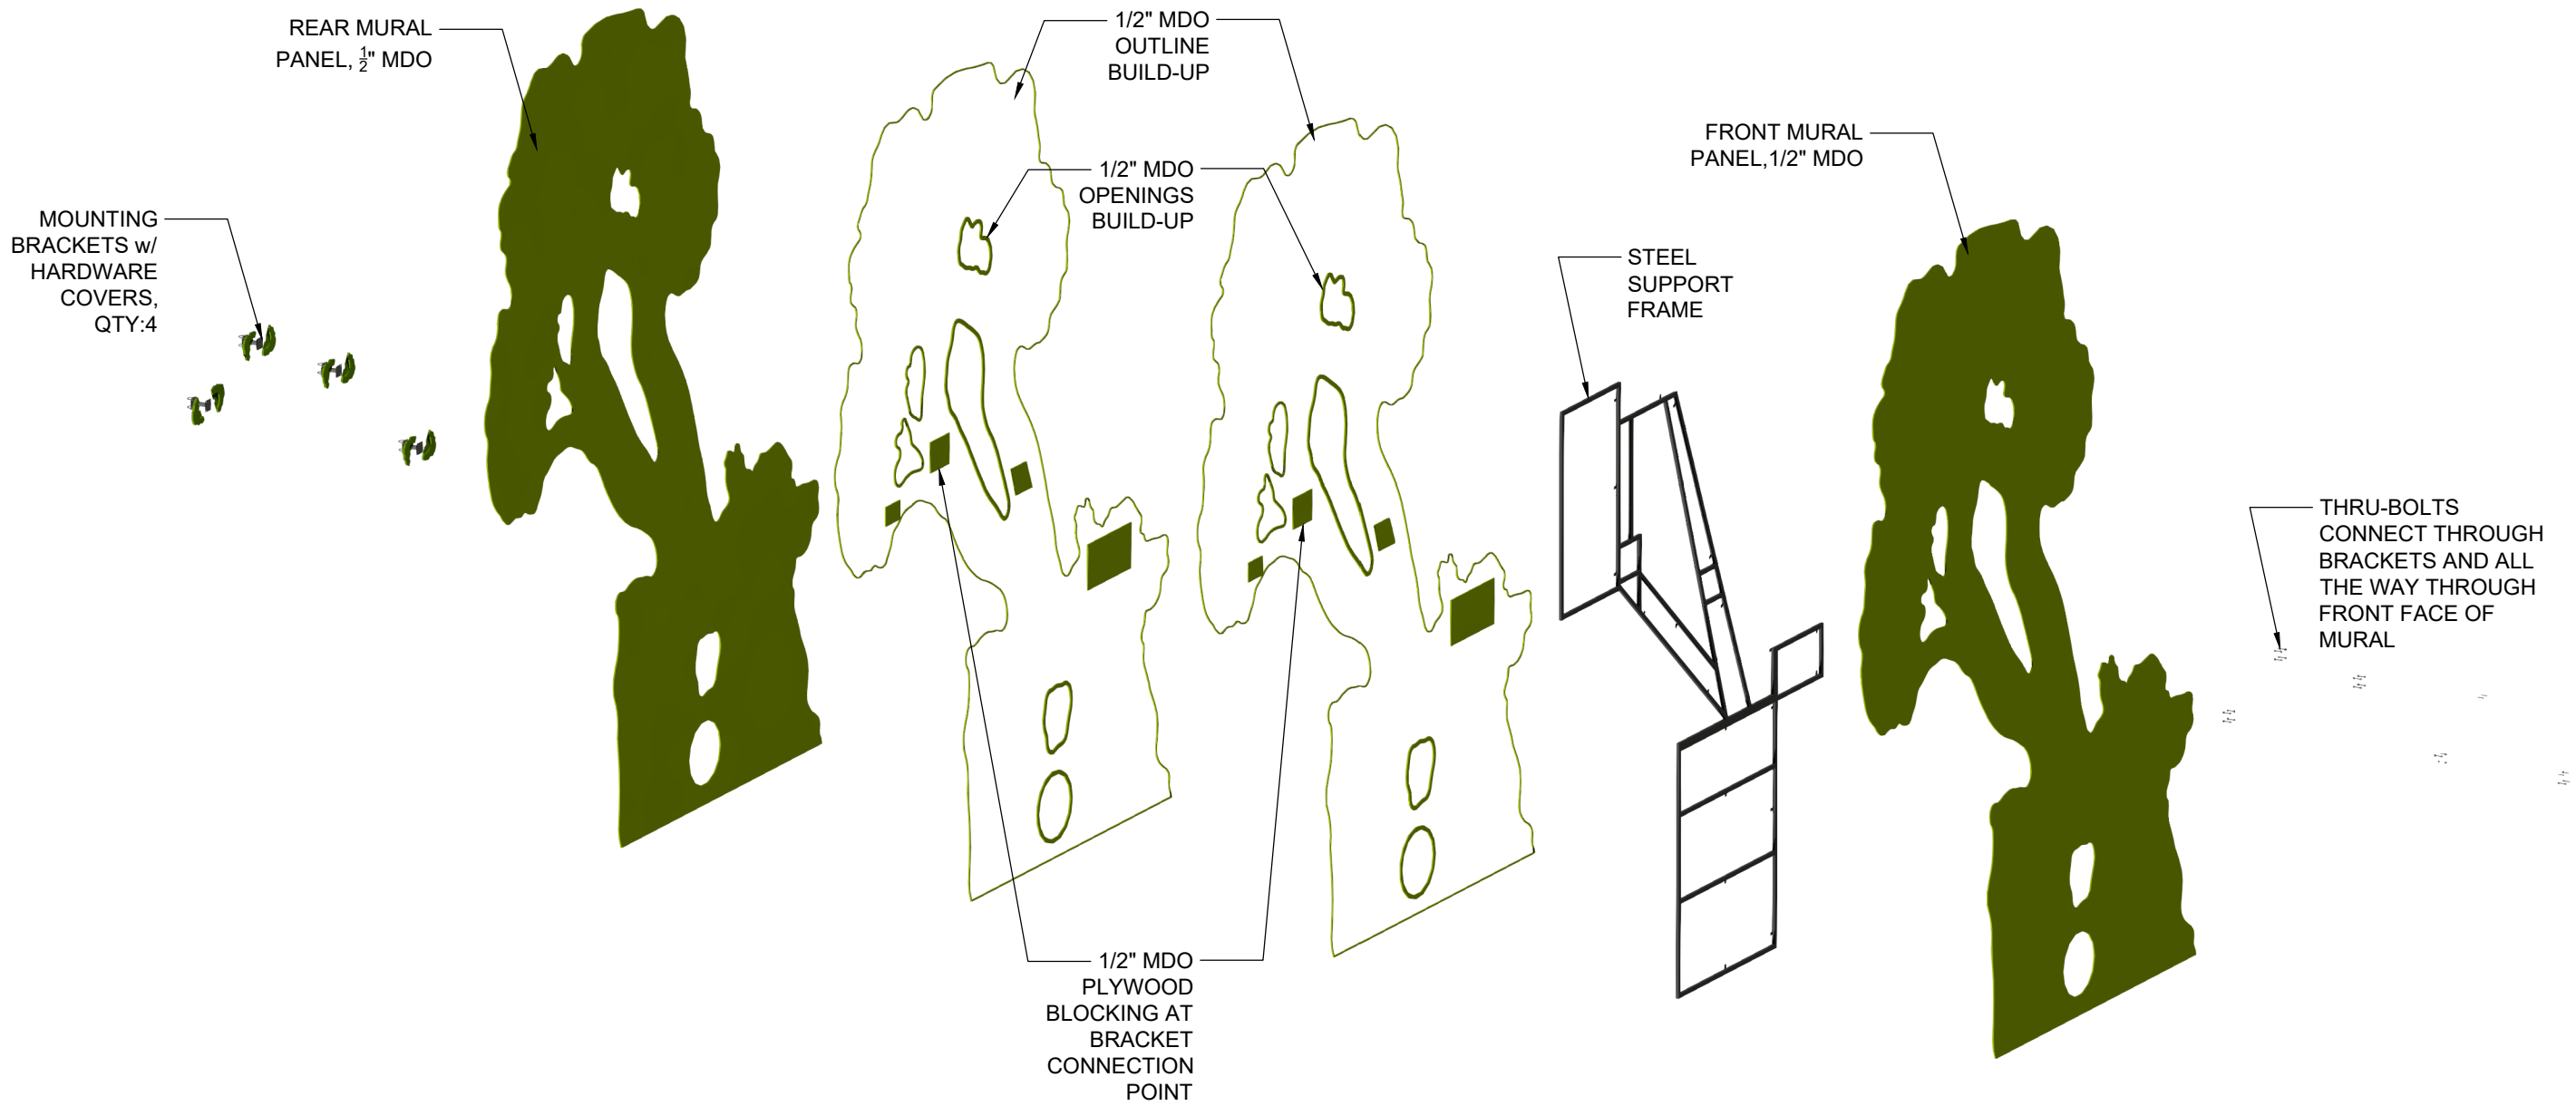 REAR MURAL
PANEL, ½" MDO
1/2" MDO
OUTLINE
BUILD-UP
1/2" MDO
OPENINGS
BUILD-UP
FRONT MURAL
PANEL,1/2" MDO
MOUNTING
BRACKETS w/
HARDWARE
COVERS,
QTY:4
STEEL
SUPPORT
FRAME
THRU-BOLTS
CONNECT THROUGH
BRACKETS AND ALL
THE WAY THROUGH
FRONT FACE OF
MURAL
1/2" MDO
PLYWOOD
BLOCKING AT
BRACKET
CONNECTION
POINT